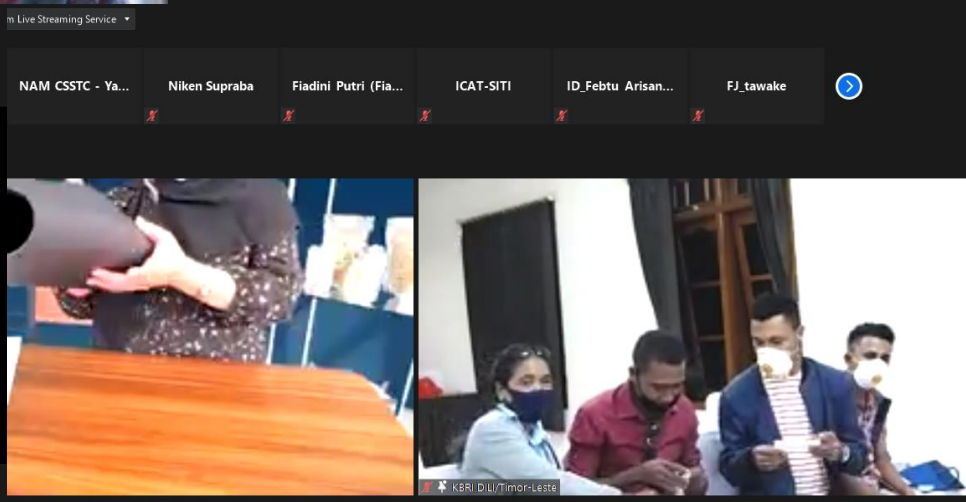 m Live Streaming Service
NAM CSSTC - Ya...
Niken Supraba
Fiadini Putri (Fia...
ICAT-SITI
ID_Febtu Arisan...
FJ_tawake
KBRI DILI/Timor-Leste